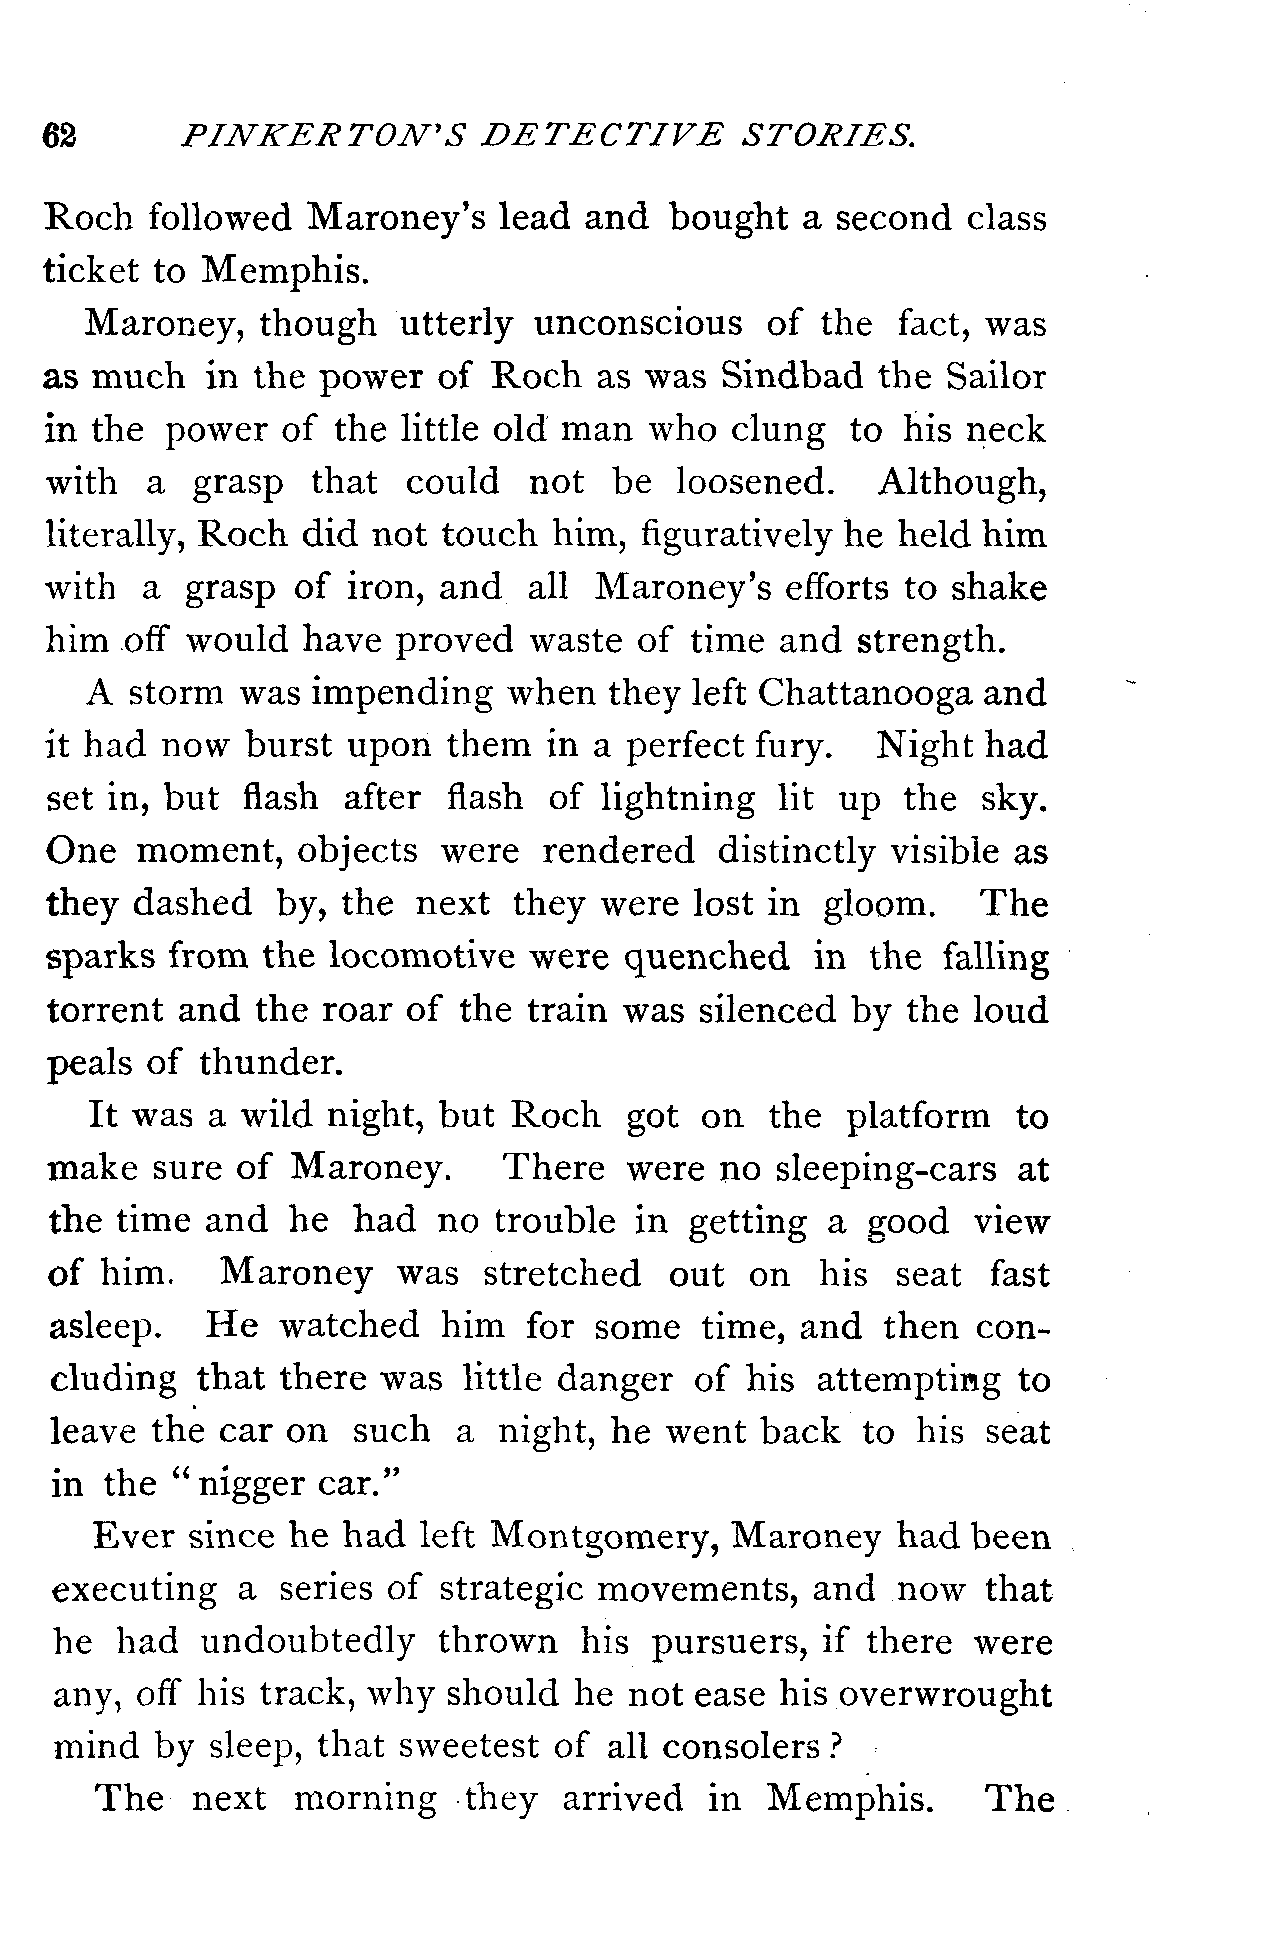 62 PINKERTON'S DETECTIVE STORIES.
Roch followed Maroney's lead and bought a second class
ticket to Memphis.
Maroney, though utterly unconscious of the fact, was
as much in the power of Roch as was Sindbad the Sailor
in the power of the little old man who clung to his neck
with a grasp that could not be loosened. Although,
literally, Roch did not touch him, figuratively he held him
with a grasp of iron, and all Maroney's efforts to shake
him off would have proved waste of time and strength.
A storm was impending when they left Chattanooga and
it had now burst upon them in a perfect fury. Night had
set in, but flash after flash of lightning lit up the sky.
One moment, objects were rendered distinctly visible as
they dashed by, the next they were lost in gloom. The
sparks from the locomotive were quenched in the falling
torrent and the roar of the train was silenced by the loud
peals of thunder.
It was a wild night, but Roch got on the platform to
make sure of Maroney. There were no sleeping-cars at
the time and he had no trouble in getting a good view
of him. Maroney was stretched out on his seat fast
asleep. He watched him for some time, and then con-
cluding that there was little danger of his attempting to
leave the car on such a night, he went back to his seat
in the "nigger car."
Ever since he had left Montgomery, Maroney had been
executing a series of strategic movements, and now that
he had undoubtedly thrown his pursuers, if there were
any, off his track, why should he not ease his overwrought
mind by sleep, that sweetest of all consolers?
The next morning they arrived in Memphis. The